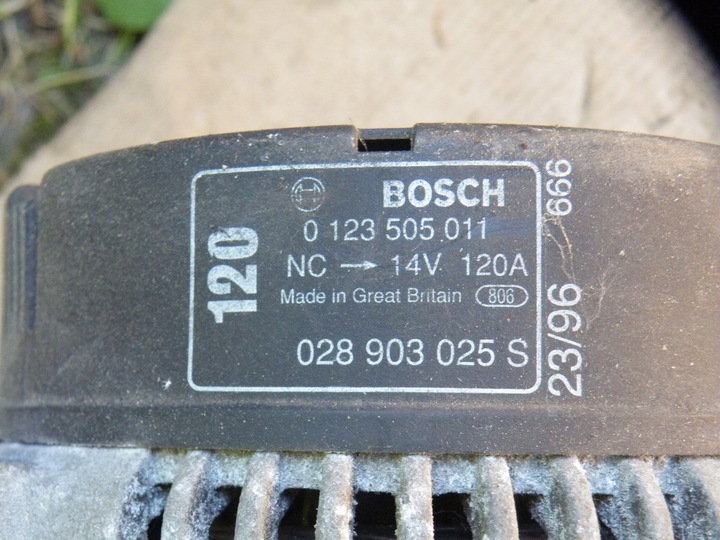 BOSCH
0 123 505 011
NC → 14V 120A
Made in Great Britain 806
028 903 025 S
120
23/96 666